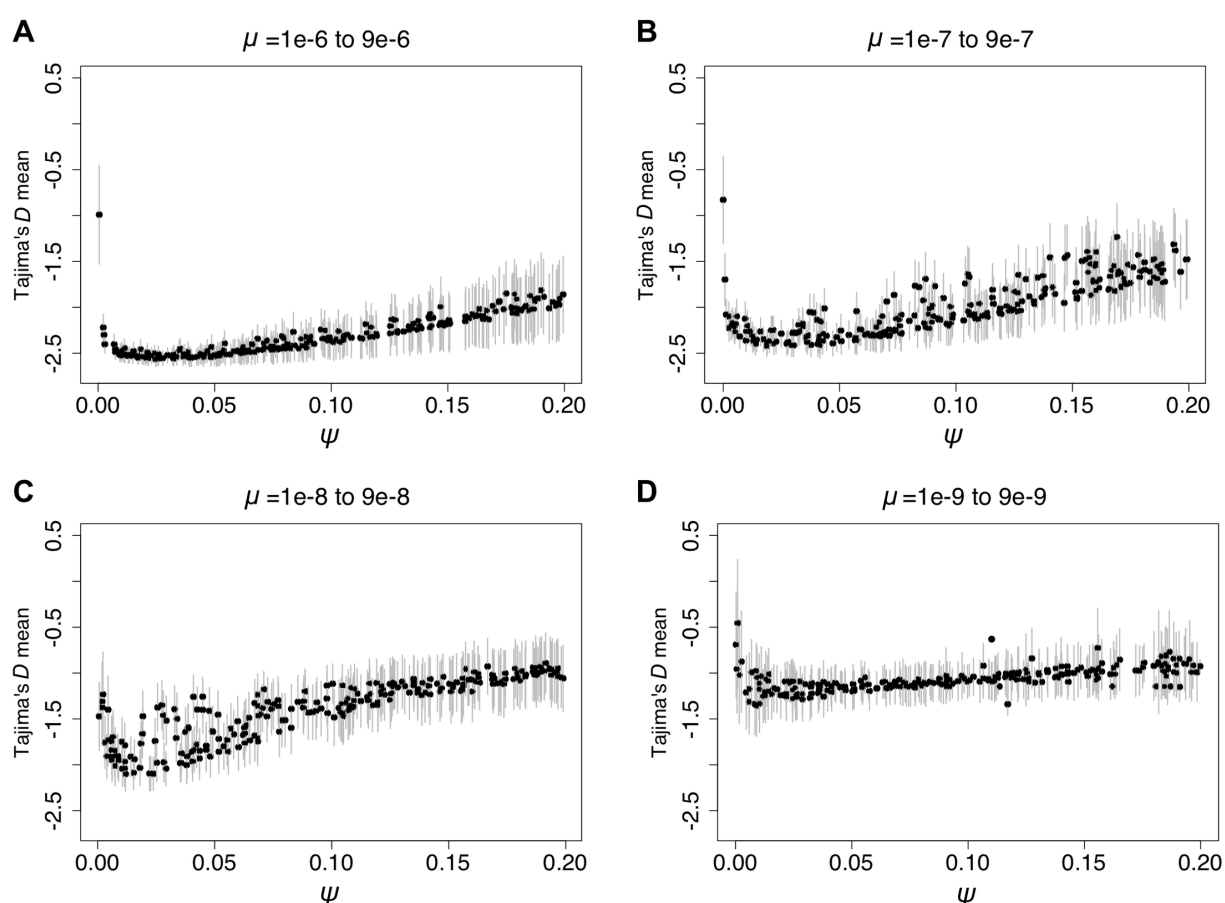 A
μ =1e-6 to 9e-6
Tajima's D mean
0.5
-0.5
-1.5
-2.5
0.00 0.05 0.10 0.15 0.20
ψ
B
μ =1e-7 to 9e-7
Tajima's D mean
0.5
-0.5
-1.5
-2.5
0.00 0.05 0.10 0.15 0.20
ψ
C
μ =1e-8 to 9e-8
Tajima's D mean
0.5
-0.5
-1.5
-2.5
0.00 0.05 0.10 0.15 0.20
ψ
D
μ =1e-9 to 9e-9
Tajima's D mean
0.5
-0.5
-1.5
-2.5
0.00 0.05 0.10 0.15 0.20
ψ